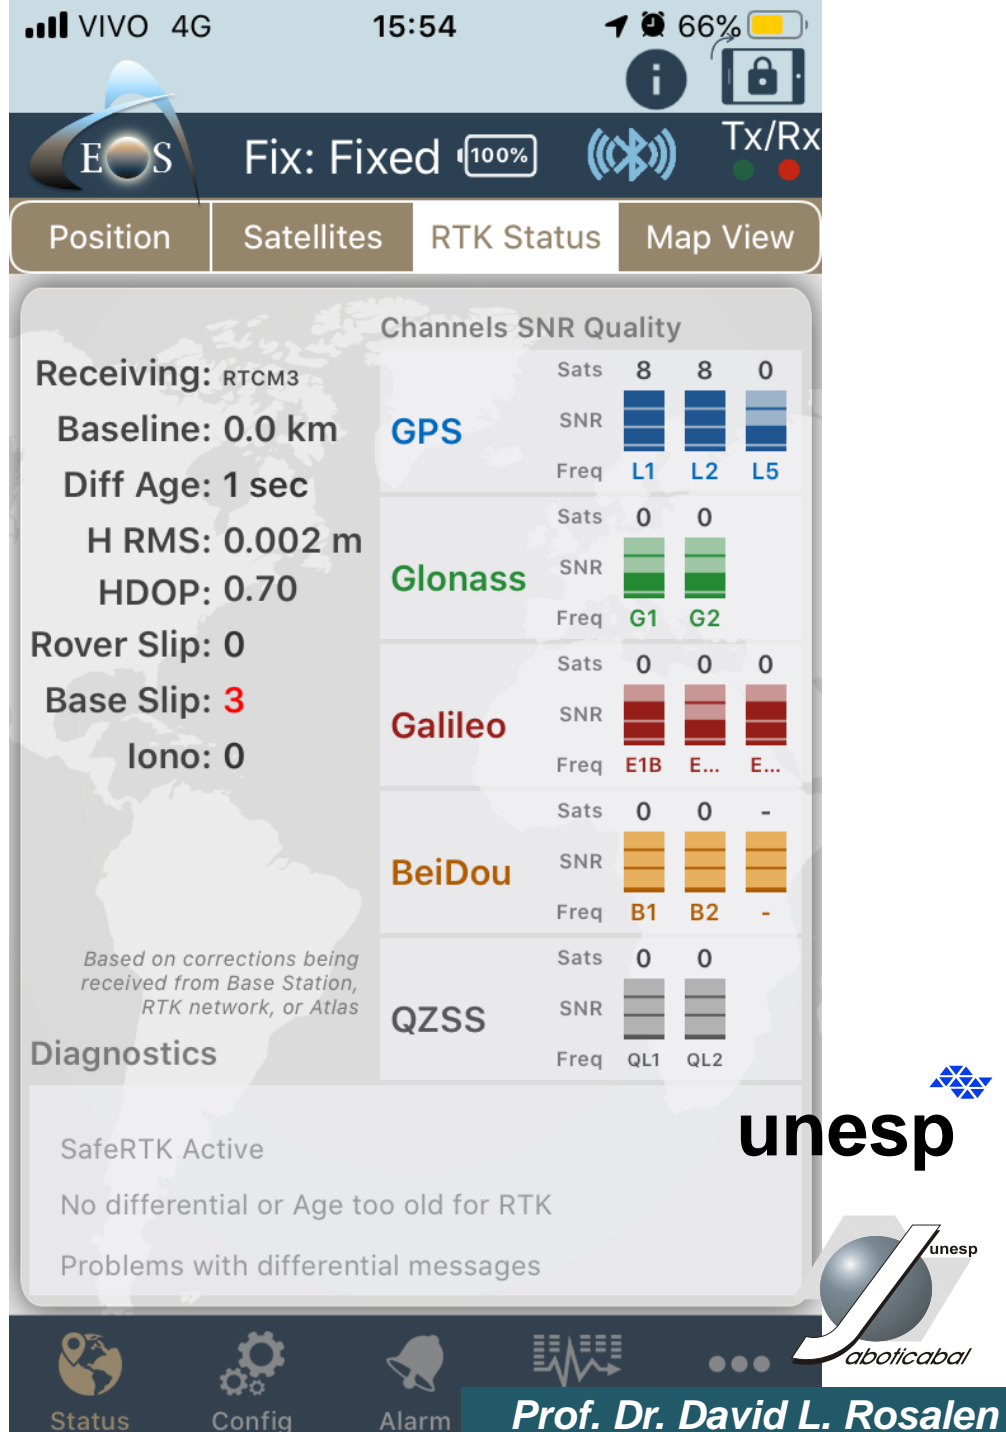 VIVO 4G 15:54 66%
EOS Fix: Fixed 100% Tx/Rx
Position Satellites RTK Status Map View
Channels SNR Quality
Receiving: RTCM3
Baseline: 0.0 km
Diff Age: 1 sec
H RMS: 0.002 m
HDOP: 0.70
Rover Slip: 0
Base Slip: 3
Iono: 0
Based on corrections being
received from Base Station,
RTK network, or Atlas
GPS
Sats 8 8 0
SNR
Freq L1 L2 L5
Glonass
Sats 0 0
SNR
Freq G1 G2
Galileo
Sats 0 0 0
SNR
Freq E1B E... E...
BeiDou
Sats 0 0 -
SNR
Freq B1 B2 -
QZSS
Sats 0 0
SNR
Freq QL1 QL2
Diagnostics
SafeRTK Active
No differential or Age too old for RTK
Problems with differential messages
Status Config Alarm
unesp
unesp
Jaboticabal
Prof. Dr. David L. Rosalen